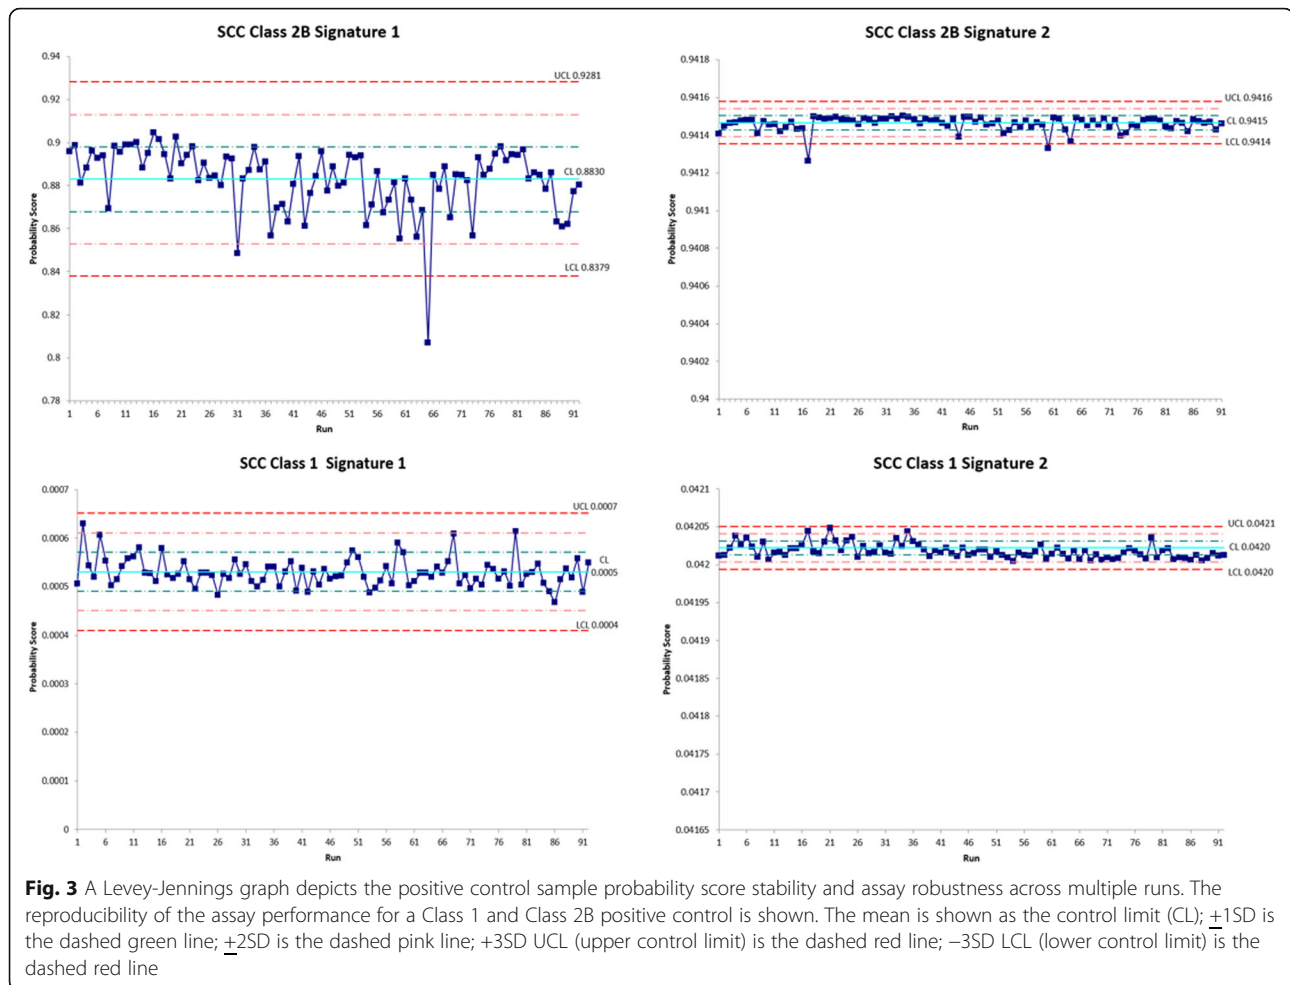 SCC Class 2B Signature 1
0.94
0.92
0.9
0.88
0.86
0.84
0.82
0.8
0.78
Probability Score
UCL 0.9281
CL 0.8830
LCL 0.8379
1 6 11 16 21 26 31 36 41 46 51 56 61 66 71 76 81 86 91
Run
SCC Class 2B Signature 2
0.9418
0.9416
0.9414
0.9412
0.941
0.9408
0.9406
0.9404
0.9402
0.94
Probability Score
UCL 0.9416
CL 0.9415
LCL 0.9414
1 6 11 16 21 26 31 36 41 46 51 56 61 66 71 76 81 86 91
Run
SCC Class 1 Signature 1
0.0007
0.0006
0.0005
0.0004
0.0003
0.0002
0.0001
0
Probability Score
UCL 0.0007
CL
0.0005
LCL 0.0004
1 6 11 16 21 26 31 36 41 46 51 56 61 66 71 76 81 86 91
Run
SCC Class 1 Signature 2
0.0421
0.04205
0.042
0.04195
0.0419
0.04185
0.0418
0.04175
0.0417
0.04165
Probability Score
UCL 0.0421
CL 0.0420
LCL 0.0420
1 6 11 16 21 26 31 36 41 46 51 56 61 66 71 76 81 86 91
Run
Fig. 3 A Levey-Jennings graph depicts the positive control sample probability score stability and assay robustness across multiple runs. The
reproducibility of the assay performance for a Class 1 and Class 2B positive control is shown. The mean is shown as the control limit (CL); ±1SD is
the dashed green line; ±2SD is the dashed pink line; +3SD UCL (upper control limit) is the dashed red line; −3SD LCL (lower control limit) is the
dashed red line